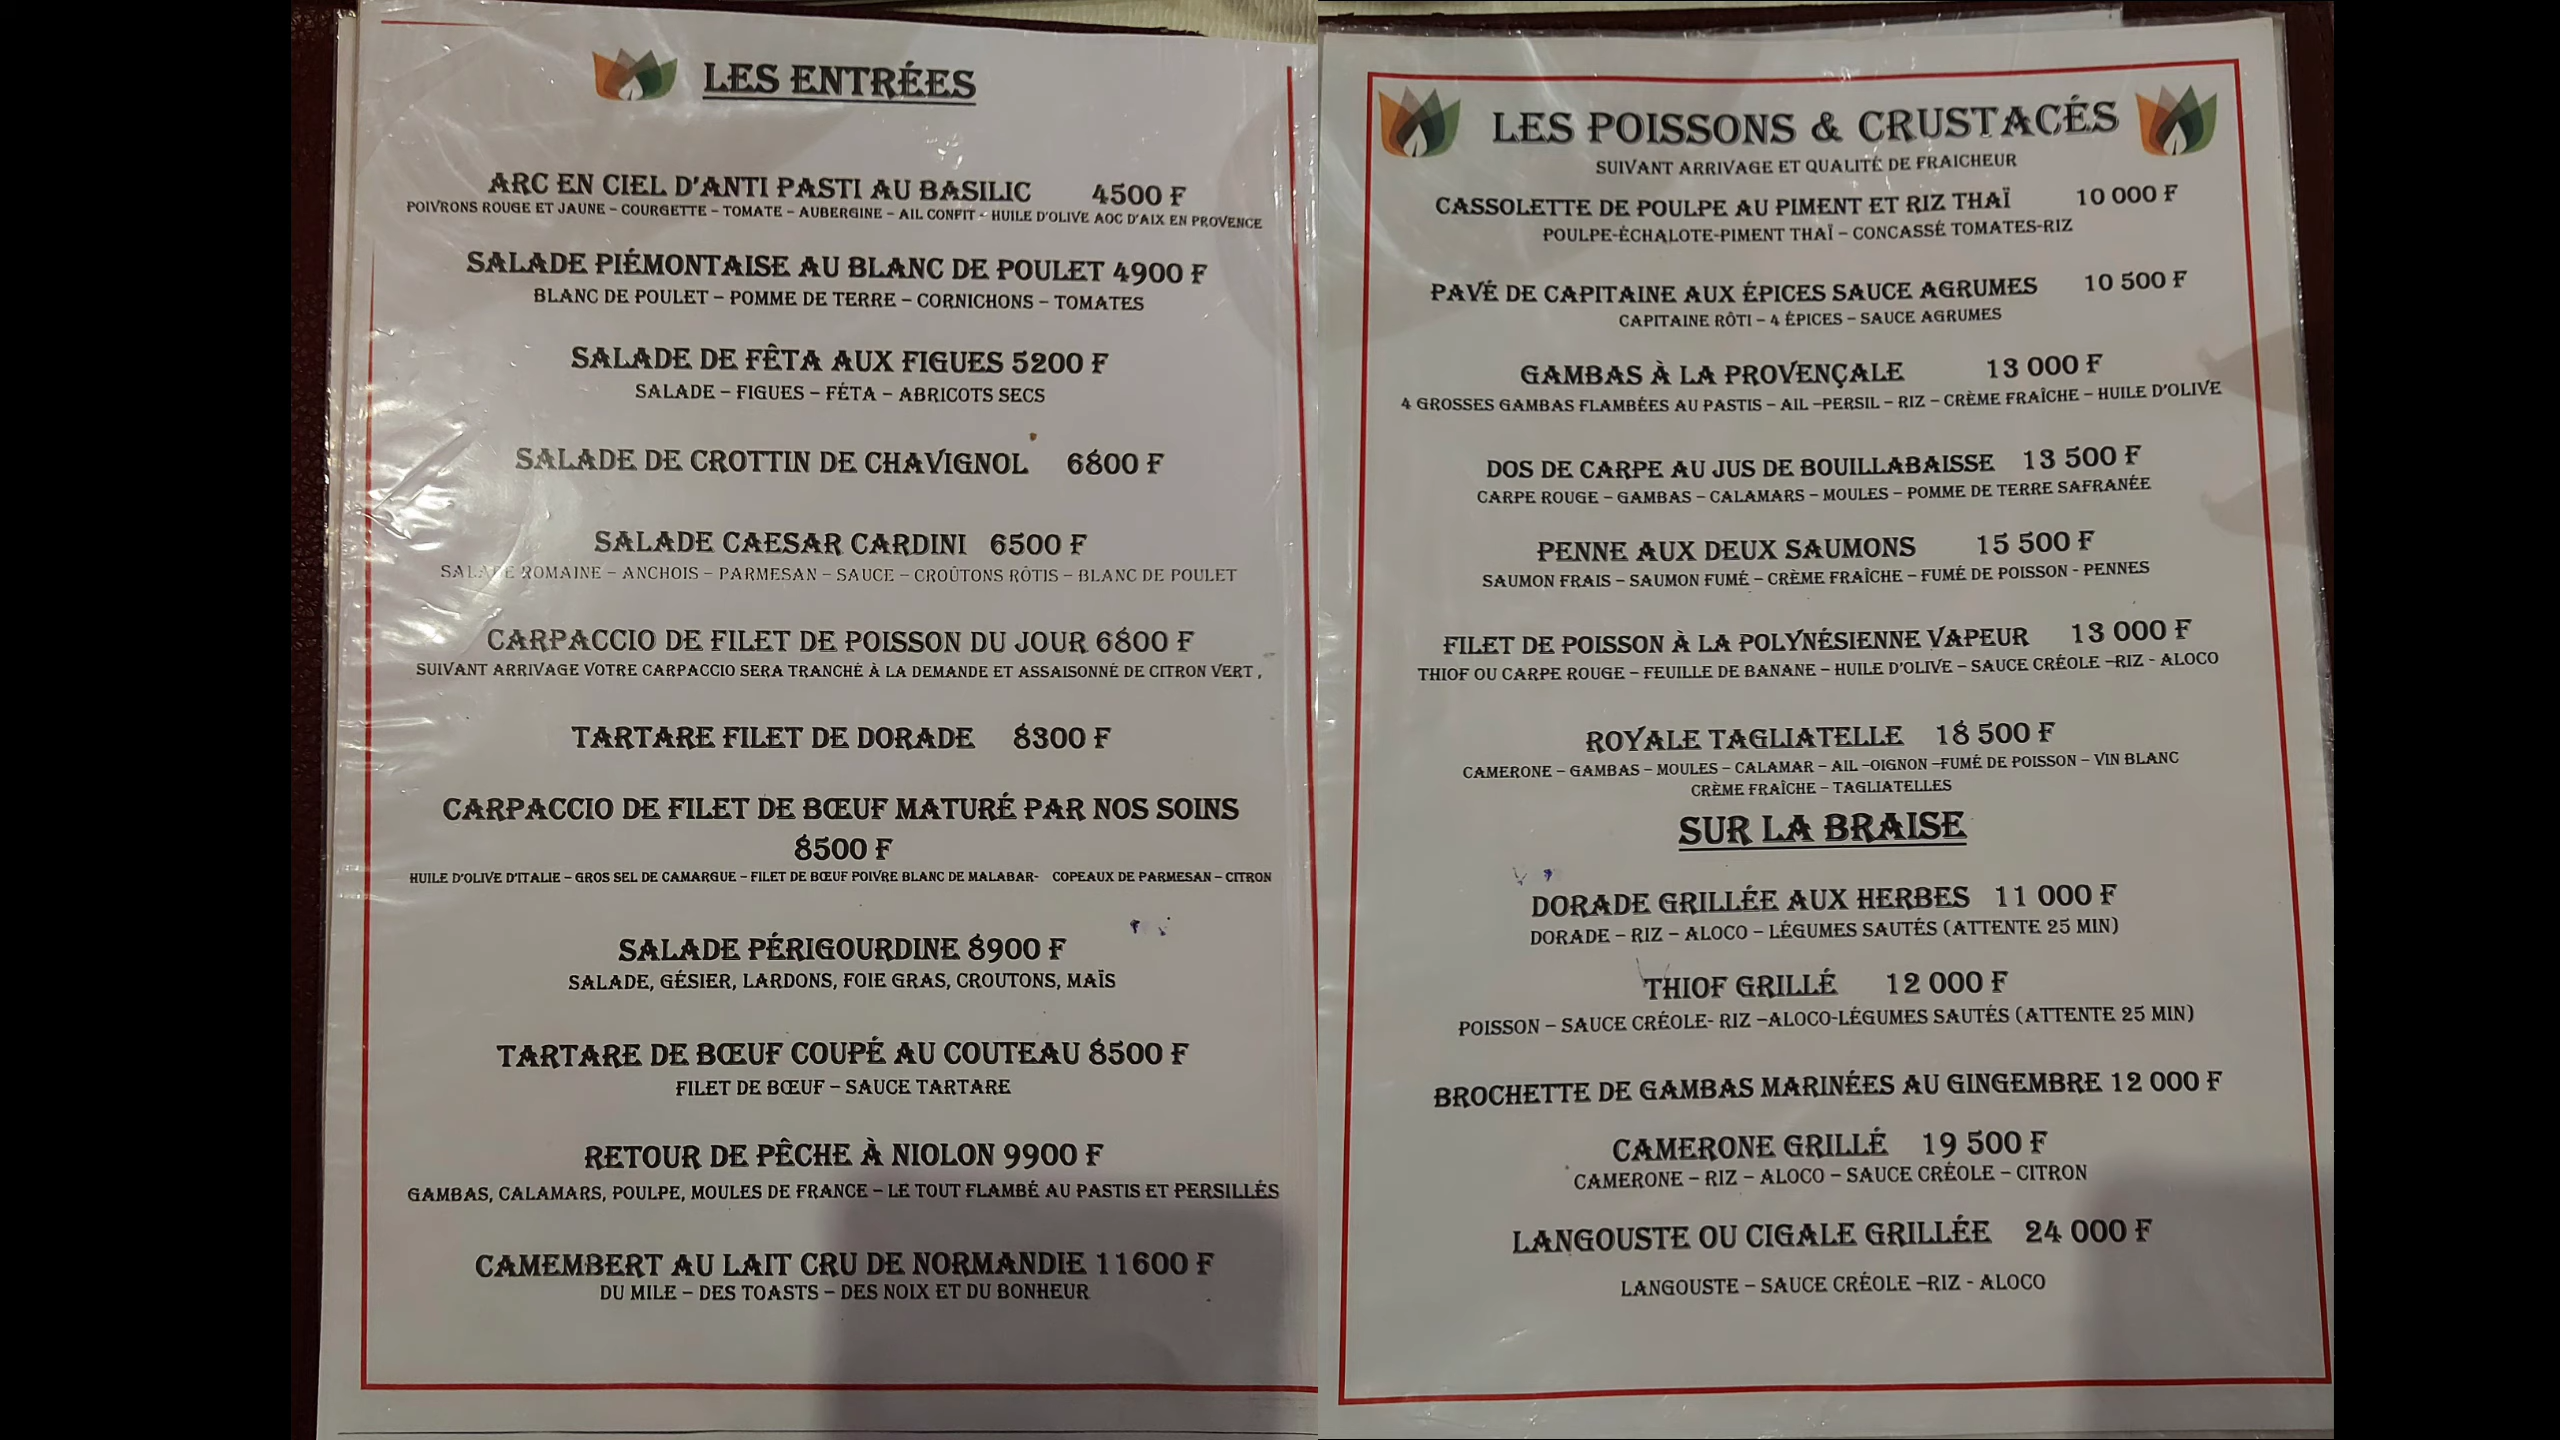 LES ENTRÉES
ARC EN CIEL D'ANTI PASTI AU BASILIC 4500 F
POIVRONS ROUGE ET JAUNE – COURGETTE – TOMATE – AUBERGINE – AIL CONFIT – HUILE D'OLIVE AOC D'AIX EN PROVENCE
SALADE PIÉMONTAISE AU BLANC DE POULET 4900 F
BLANC DE POULET – POMME DE TERRE – CORNICHONS – TOMATES
SALADE DE FÊTA AUX FIGUES 5200 F
SALADE – FIGUES – FÉTA – ABRICOTS SECS
SALADE DE CROTTIN DE CHAVIGNOL 6800 F
SALADE CAESAR CARDINI 6500 F
SALADE ROMAINE – ANCHOIS – PARMESAN – SAUCE – CROÛTONS RÔTIS – BLANC DE POULET
CARPACCIO DE FILET DE POISSON DU JOUR 6800 F
SUIVANT ARRIVAGE VOTRE CARPACCIO SERA TRANCHÉ À LA DEMANDE ET ASSAISONNÉ DE CITRON VERT ,
TARTARE FILET DE DORADE 8300 F
CARPACCIO DE FILET DE BŒUF MATURÉ PAR NOS SOINS
8500 F
HUILE D'OLIVE D'ITALIE – GROS SEL DE CAMARGUE – FILET DE BŒUF POIVRE BLANC DE MALABAR- COPEAUX DE PARMESAN – CITRON
SALADE PÉRIGOURDINE 8900 F
SALADE, GÉSIER, LARDONS, FOIE GRAS, CROUTONS, MAÏS
TARTARE DE BŒUF COUPÉ AU COUTEAU 8500 F
FILET DE BŒUF – SAUCE TARTARE
RETOUR DE PÊCHE À NIOLON 9900 F
GAMBAS, CALAMARS, POULPE, MOULES DE FRANCE – LE TOUT FLAMBÉ AU PASTIS ET PERSILLÉS
CAMEMBERT AU LAIT CRU DE NORMANDIE 11600 F
DU MILE – DES TOASTS – DES NOIX ET DU BONHEUR
LES POISSONS & CRUSTACÉS
SUIVANT ARRIVAGE ET QUALITÉ DE FRAICHEUR
CASSOLETTE DE POULPE AU PIMENT ET RIZ THAÏ 10 000 F
POULPE-ÉCHALOTE-PIMENT THAÏ – CONCASSÉ TOMATES-RIZ
PAVÉ DE CAPITAINE AUX ÉPICES SAUCE AGRUMES 10 500 F
CAPITAINE RÔTI – 4 ÉPICES – SAUCE AGRUMES
GAMBAS À LA PROVENÇALE 13 000 F
4 GROSSES GAMBAS FLAMBÉES AU PASTIS – AIL –PERSIL – RIZ – CRÈME FRAÎCHE – HUILE D'OLIVE
DOS DE CARPE AU JUS DE BOUILLABAISSE 13 500 F
CARPE ROUGE – GAMBAS – CALAMARS – MOULES – POMME DE TERRE SAFRANÉE
PENNE AUX DEUX SAUMONS 15 500 F
SAUMON FRAIS – SAUMON FUMÉ – CRÈME FRAÎCHE – FUMÉ DE POISSON - PENNES
FILET DE POISSON À LA POLYNÉSIENNE VAPEUR 13 000 F
THIOF OU CARPE ROUGE – FEUILLE DE BANANE – HUILE D'OLIVE – SAUCE CRÉOLE –RIZ - ALOCO
ROYALE TAGLIATELLE 18 500 F
CAMERONE – GAMBAS – MOULES – CALAMAR – AIL –OIGNON –FUMÉ DE POISSON – VIN BLANC
CRÈME FRAÎCHE – TAGLIATELLES
SUR LA BRAISE
DORADE GRILLÉE AUX HERBES 11 000 F
DORADE – RIZ – ALOCO – LÉGUMES SAUTÉS (ATTENTE 25 MIN)
THIOF GRILLÉ 12 000 F
POISSON – SAUCE CRÉOLE- RIZ –ALOCO-LÉGUMES SAUTÉS (ATTENTE 25 MIN)
BROCHETTE DE GAMBAS MARINÉES AU GINGEMBRE 12 000 F
CAMERONE GRILLÉ 19 500 F
CAMERONE – RIZ – ALOCO – SAUCE CRÉOLE – CITRON
LANGOUSTE OU CIGALE GRILLÉE 24 000 F
LANGOUSTE – SAUCE CRÉOLE –RIZ - ALOCO